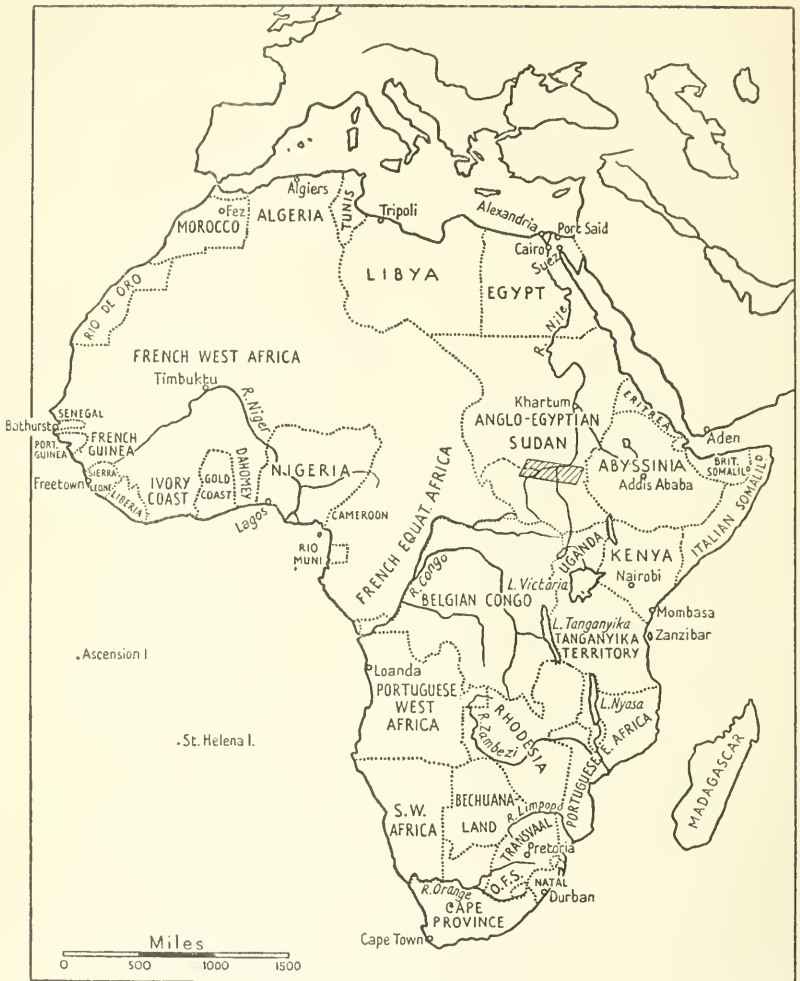 Algiers
Fez
MOROCCO
ALGERIA
TUNIS
Tripoli
Alexandria
Port Said
Cairo
Suez
LIBYA
EGYPT
R. Nile
RIO DE ORO
FRENCH WEST AFRICA
Timbuktu
R. Niger
Khartum
ANGLO-EGYPTIAN
SUDAN
ERITREA
Aden
SENEGAL
Bathurst
PORT.
GUINEA
FRENCH
GUINEA
SIERRA
LEONE
Freetown
LIBERIA
IVORY
COAST
GOLD
COAST
DAHOMEY
NIGERIA
Lagos
CAMEROON
ABYSSINIA
Addis Ababa
BRIT.
SOMALILD
ITALIAN SOMALILD
RIO
MUNI
FRENCH EQUAT. AFRICA
UGANDA
KENYA
Nairobi
R. Congo
BELGIAN CONGO
L. Victoria
Mombasa
Zanzibar
L. Tanganyika
TANGANYIKA
TERRITORY
Ascension I
Loanda
PORTUGUESE
WEST
AFRICA
L. Nyasa
RHODESIA
R. Zambezi
PORTUGUESE E. AFRICA
St. Helena I.
MADAGASCAR
S.W.
AFRICA
BECHUANA-
LAND
R. Limpopo
TRANSVAAL
Pretoria
O.F.S.
NATAL
Durban
R. Orange
CAPE
PROVINCE
Cape Town
Miles
0 500 1000 1500